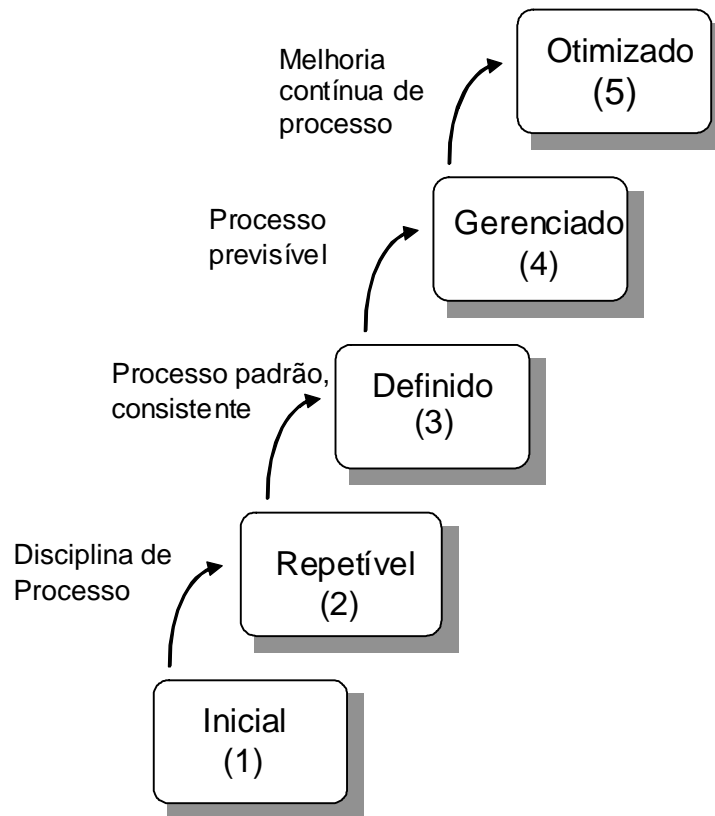 Melhoria
contínua de
processo
Otimizado
(5)
Processo
previsível
Gerenciado
(4)
Processo padrão,
consistente
Definido
(3)
Disciplina de
Processo
Repetível
(2)
Inicial
(1)